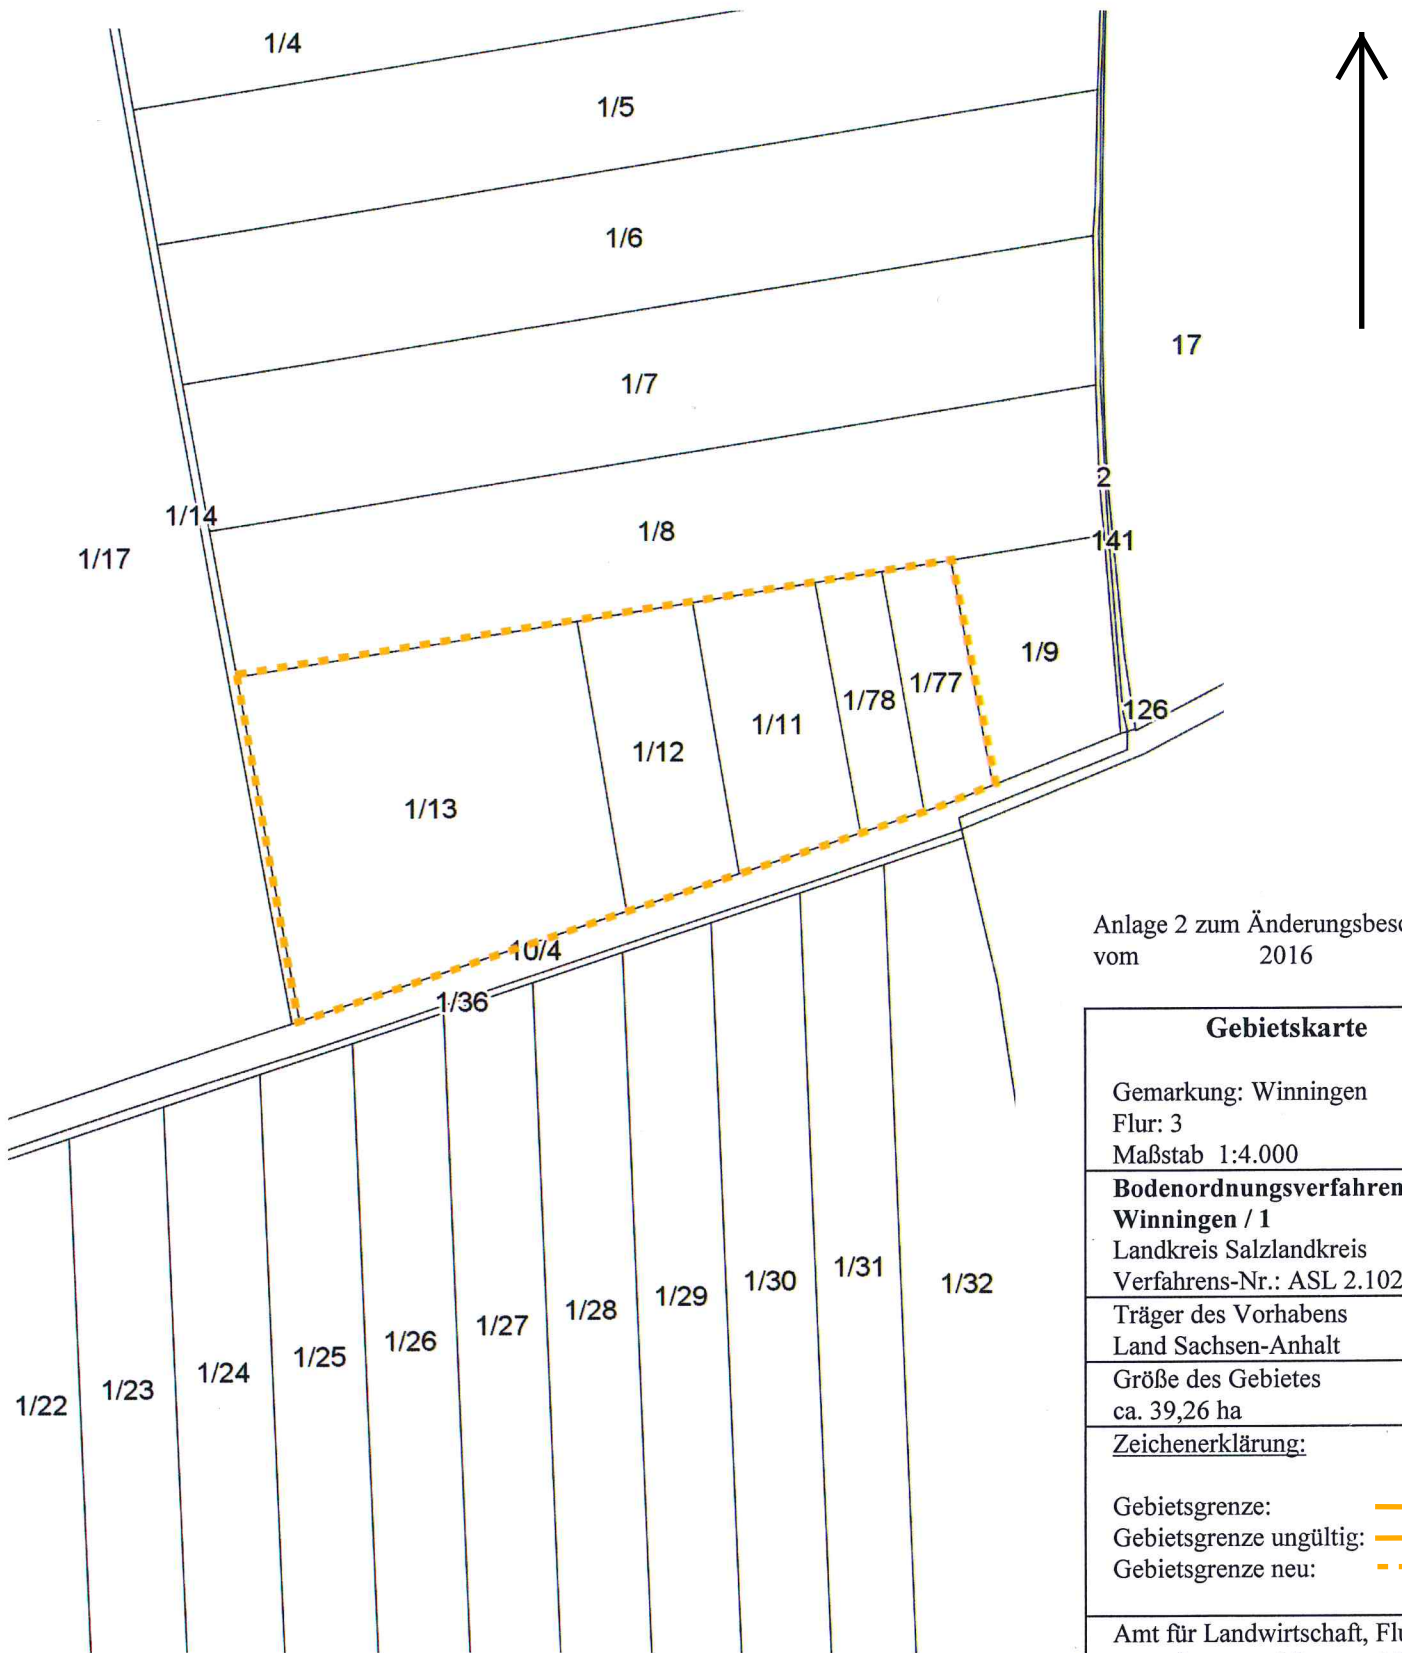 1/4
1/5
1/6
17
1/7
2
1/14
1/8
141
1/17
1/9
1/77
1/78
126
1/11
1/12
1/13
10/4
1/36
Anlage 2 zum Änderungsbesc
vom 2016
Gebietskarte
Gemarkung: Winningen
Flur: 3
Maßstab 1:4.000
Bodenordnungsverfahren
Winningen / 1
Landkreis Salzlandkreis
Verfahrens-Nr.: ASL 2.102
Träger des Vorhabens
Land Sachsen-Anhalt
Größe des Gebietes
ca. 39,26 ha
Zeichenerklärung:
Gebietsgrenze:
Gebietsgrenze ungültig:
Gebietsgrenze neu:
Amt für Landwirtschaft, Flu
1/22
1/23
1/24
1/25
1/26
1/27
1/28
1/29
1/30
1/31
1/32